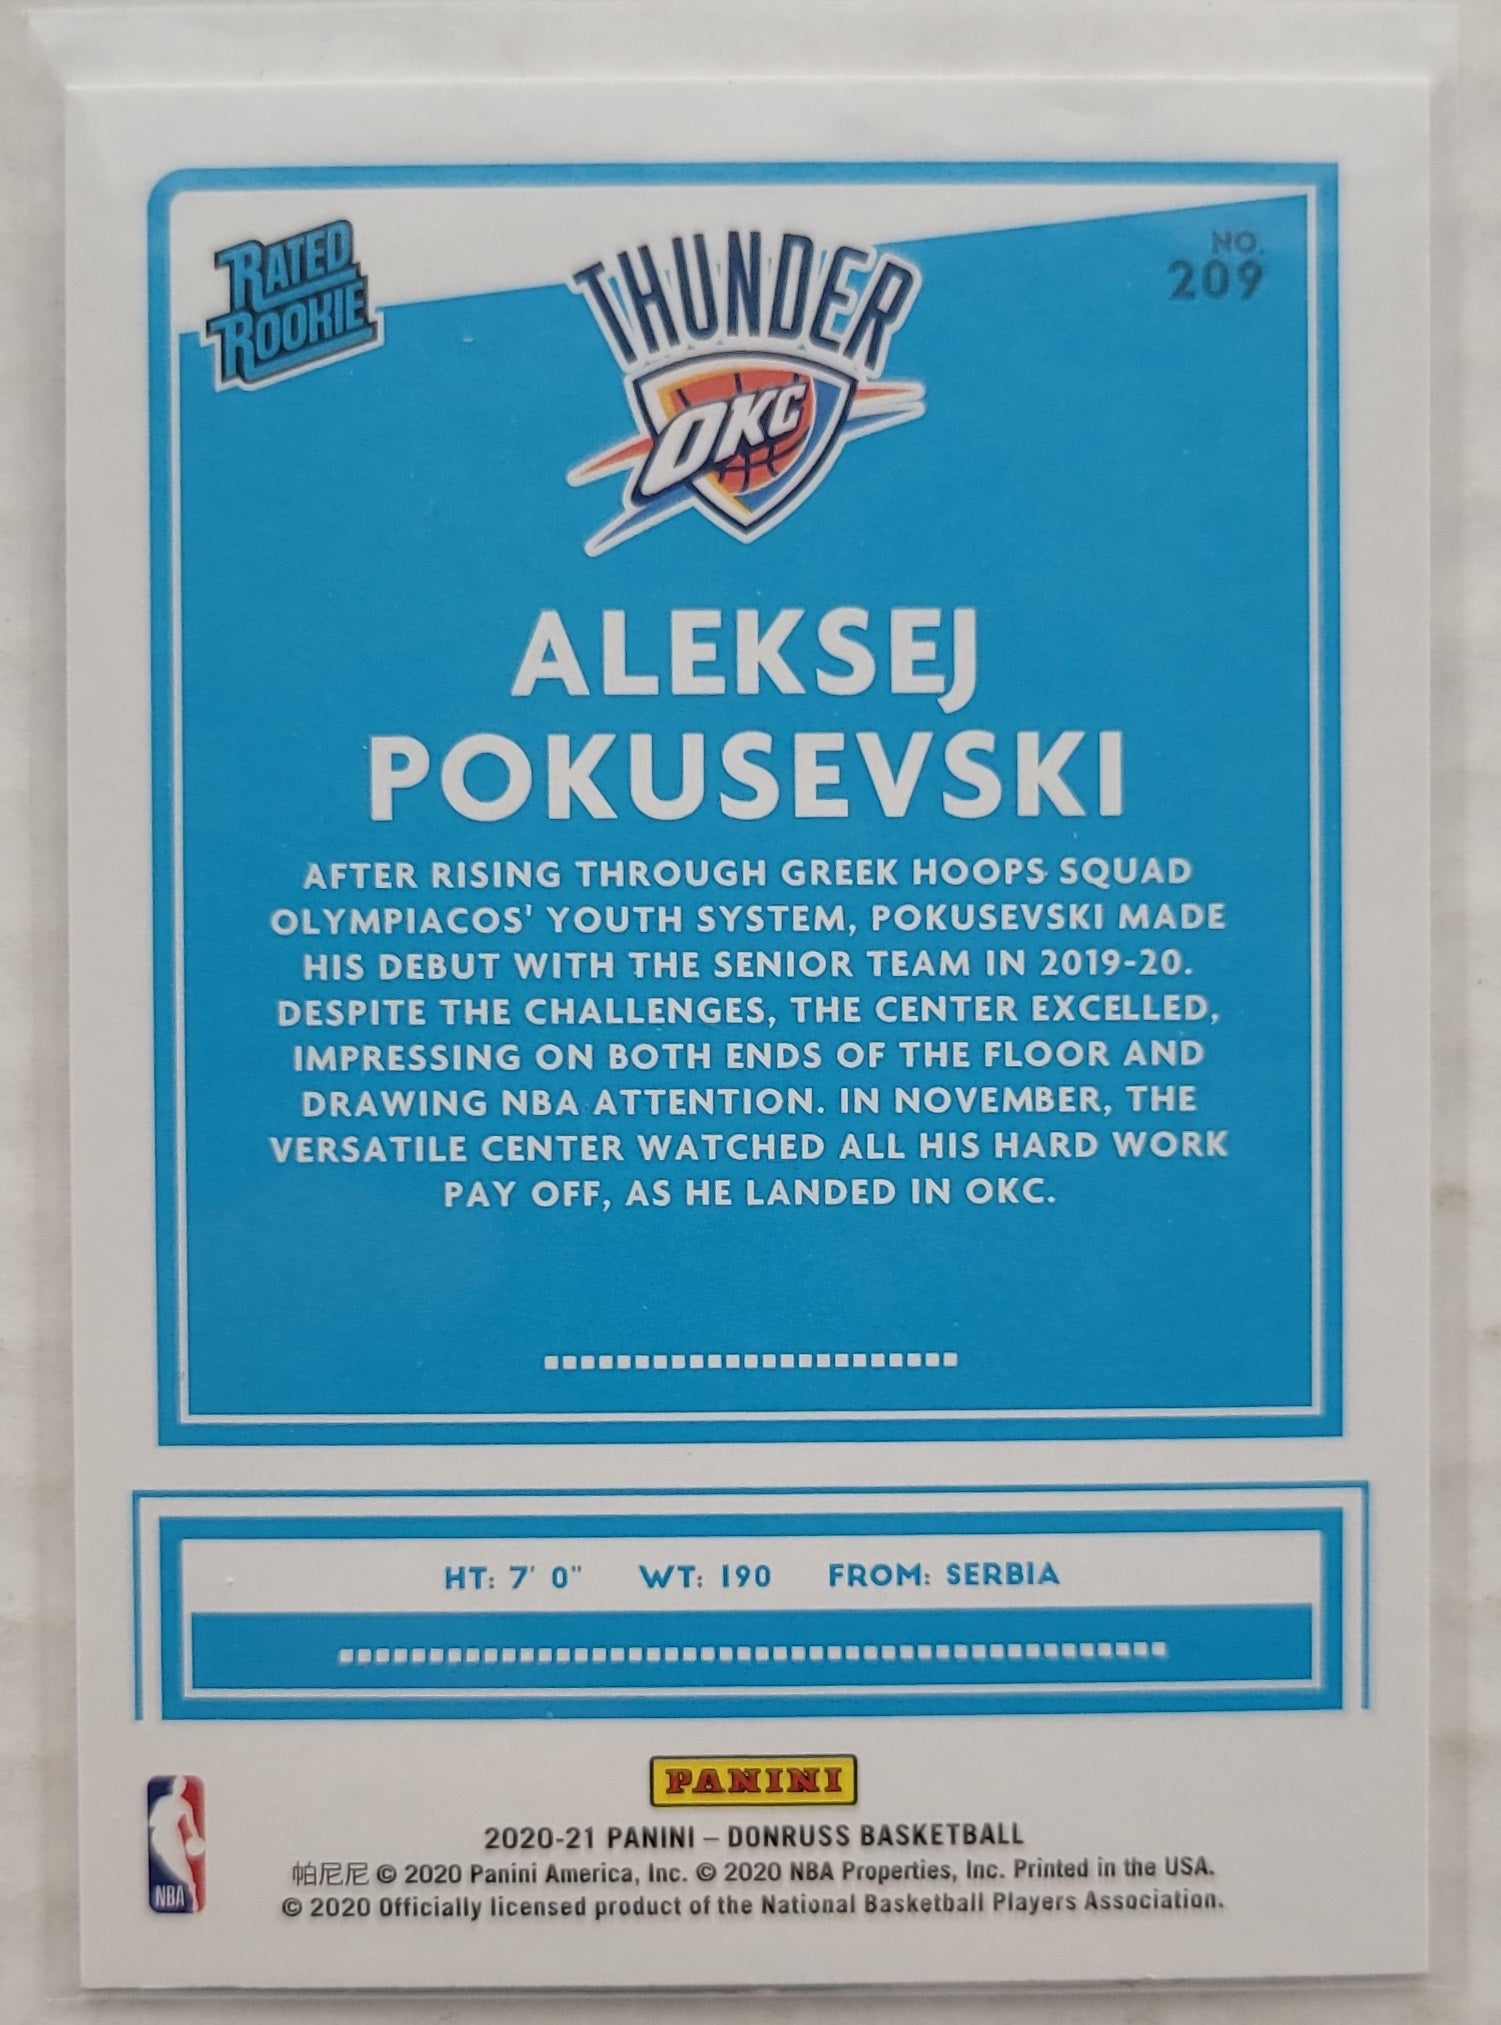 RATED
ROOKIE
THUNDER
OKC
NO.
209
ALEKSEJ
POKUSEVSKI
AFTER RISING THROUGH GREEK HOOPS SQUAD
OLYMPIACOS' YOUTH SYSTEM, POKUSEVSKI MADE
HIS DEBUT WITH THE SENIOR TEAM IN 2019-20.
DESPITE THE CHALLENGES, THE CENTER EXCELLED,
IMPRESSING ON BOTH ENDS OF THE FLOOR AND
DRAWING NBA ATTENTION. IN NOVEMBER, THE
VERSATILE CENTER WATCHED ALL HIS HARD WORK
PAY OFF, AS HE LANDED IN OKC.
HT: 7' 0" WT: 190 FROM: SERBIA
PANINI
NBA
2020-21 PANINI – DONRUSS BASKETBALL
帕尼尼 © 2020 Panini America, Inc. © 2020 NBA Properties, Inc. Printed in the USA.
© 2020 Officially licensed product of the National Basketball Players Association.